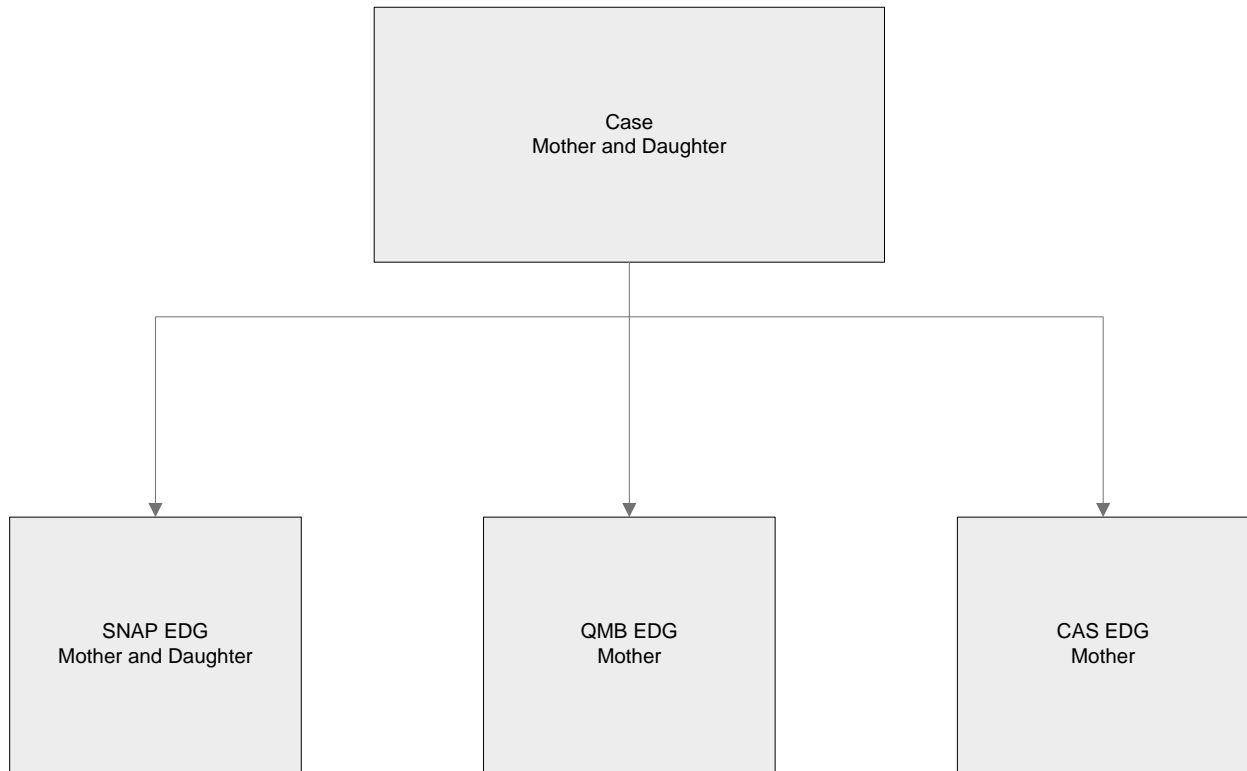 Case
Mother and Daughter
SNAP EDG
Mother and Daughter
QMB EDG
Mother
CAS EDG
Mother